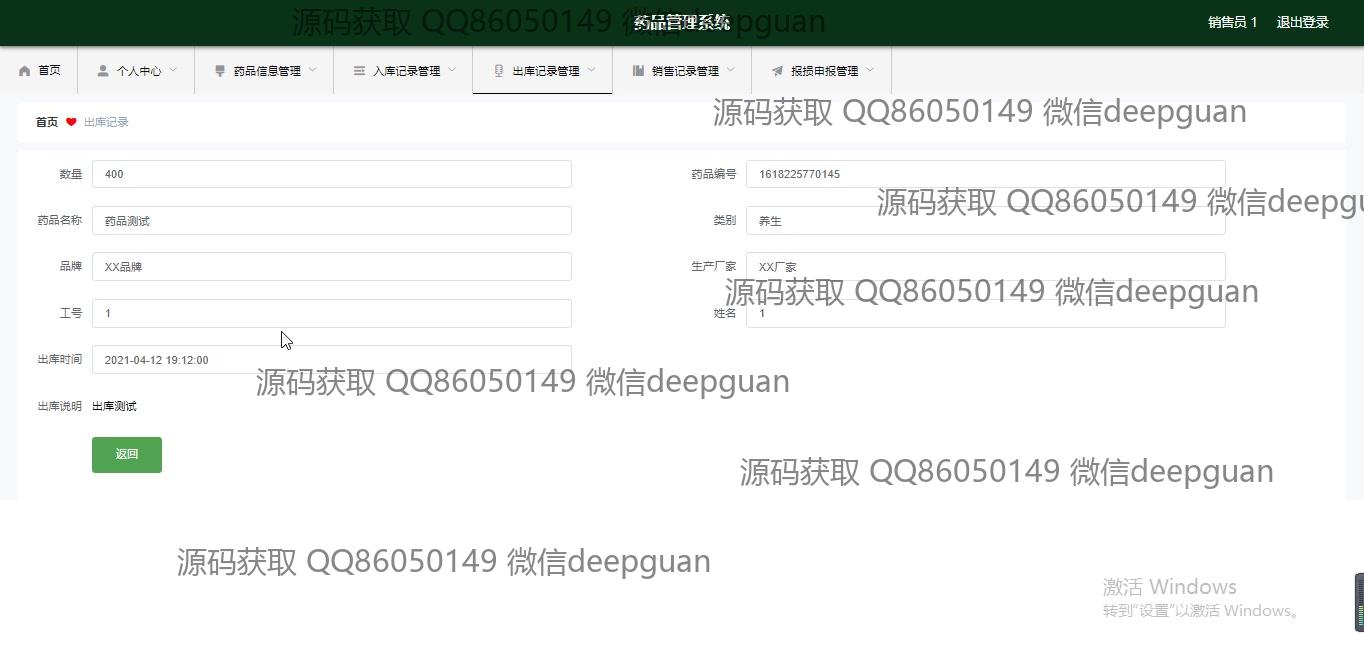 源码获取 QQ86050149 微信deepguan
药品管理系统
销售员 1 退出登录
首页 个人中心 药品信息管理 入库记录管理 出库记录管理 销售记录管理 报损申报管理
源码获取 QQ86050149 微信deepguan
首页 出库记录
数量 400 药品编号 1618225770145
源码获取 QQ86050149 微信deepgu
药品名称 药品测试 类别 养生
品牌 XX品牌 生产厂家 XX厂家
源码获取 QQ86050149 微信deepguan
工号 1 姓名 1
出库时间 2021-04-12 19:12:00
源码获取 QQ86050149 微信deepguan
出库说明 出库测试
返回
源码获取 QQ86050149 微信deepguan
源码获取 QQ86050149 微信deepguan
激活 Windows
转到"设置"以激活 Windows。